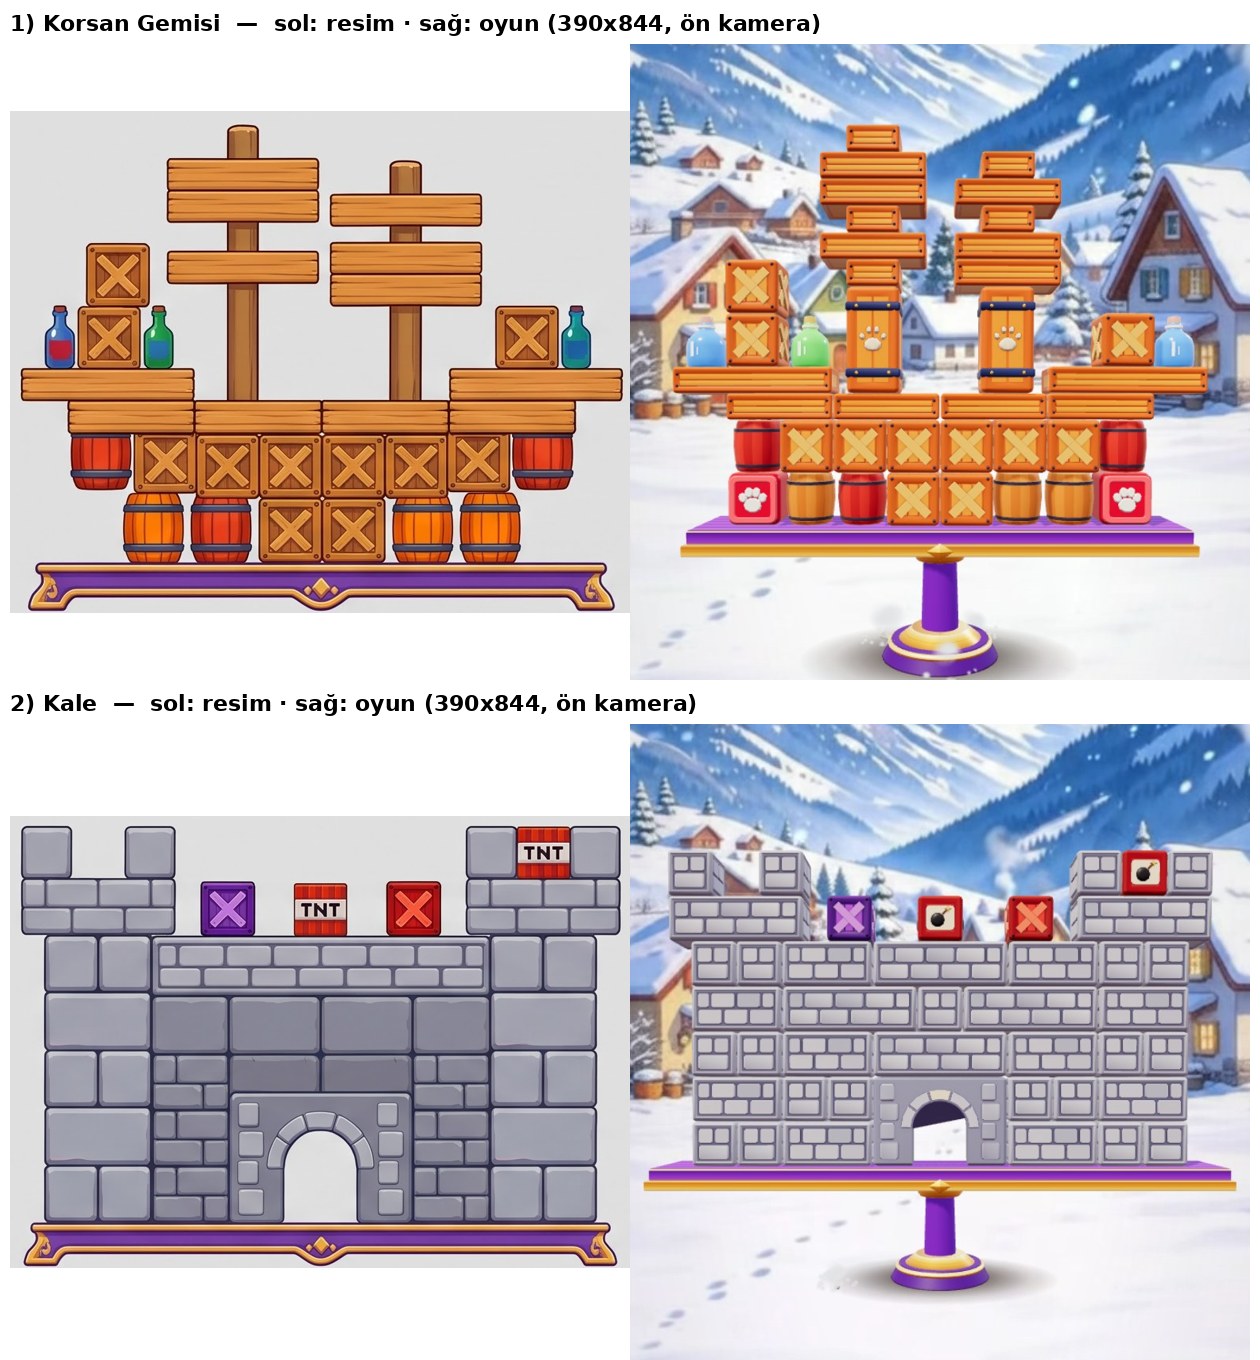 1) Korsan Gemisi — sol: resim · sağ: oyun (390x844, ön kamera)
2) Kale — sol: resim · sağ: oyun (390x844, ön kamera)
TNT
TNT